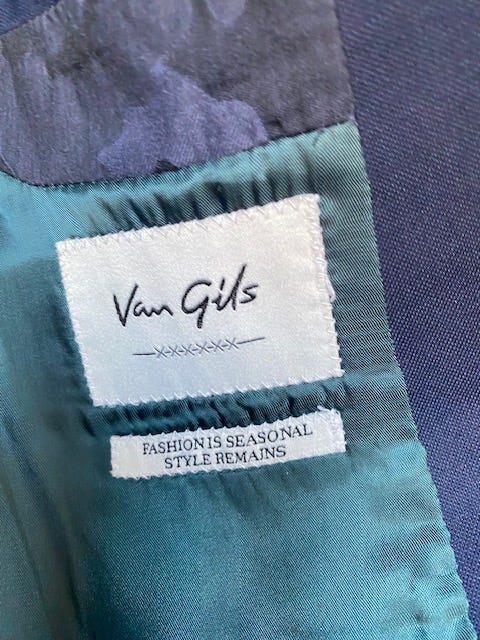 Van Gils
—x-x-x-x-x-x—
FASHION IS SEASONAL
STYLE REMAINS